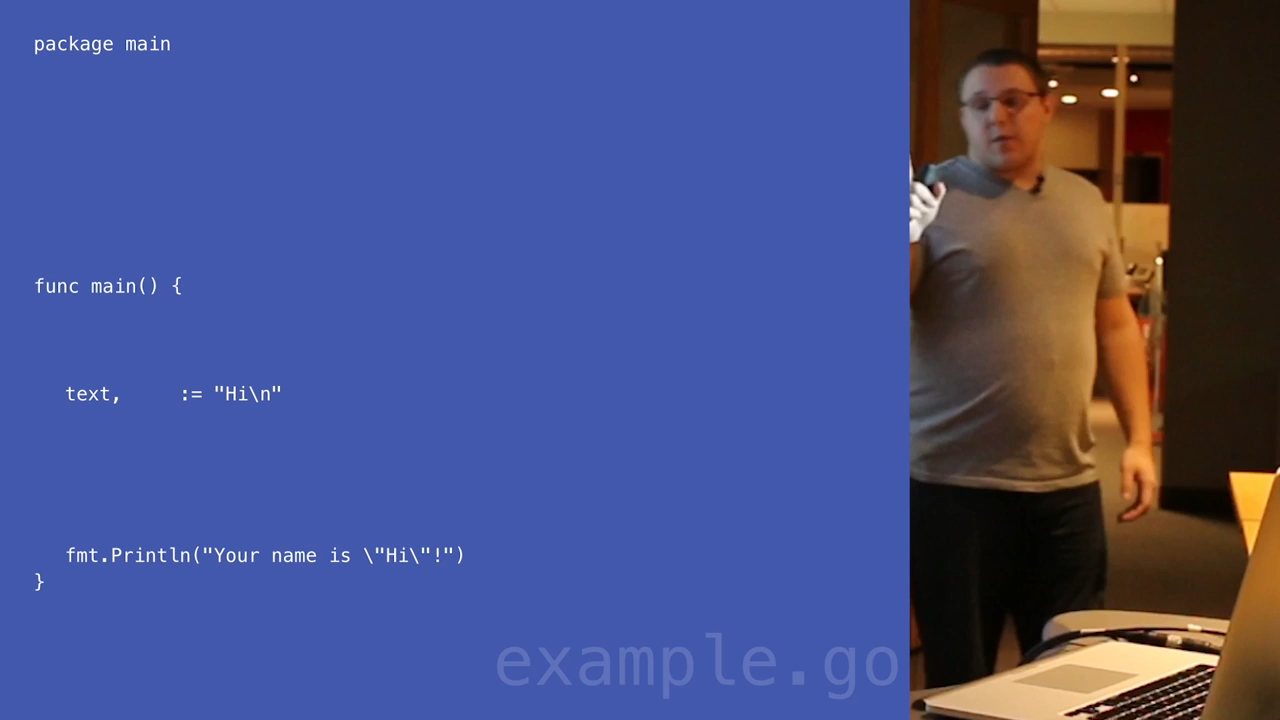 package main
func main() {
text, := "Hi\n"
fmt.Println("Your name is \"Hi\"!")
}
example.go